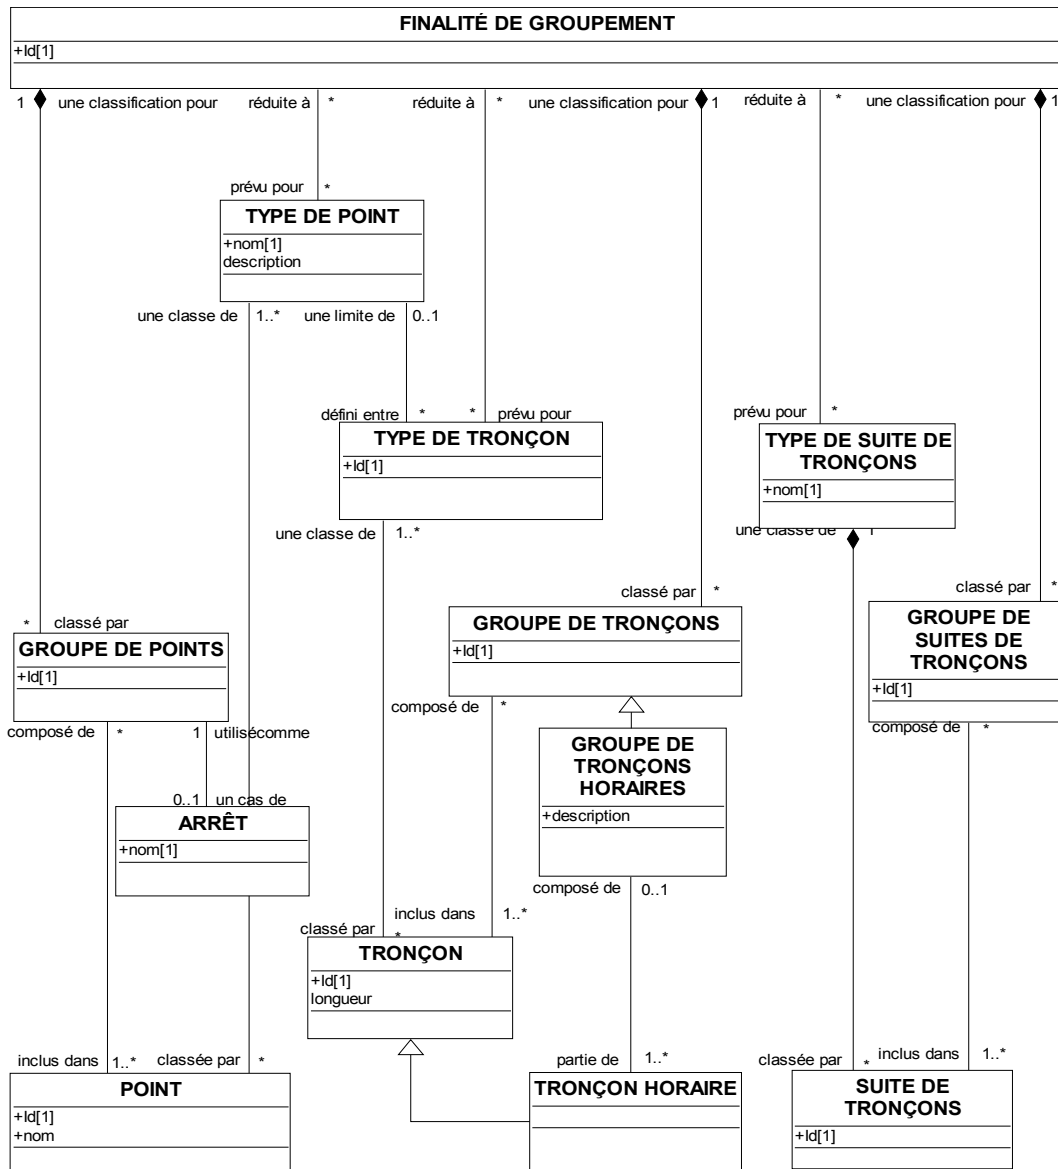 FINALITÉ DE GROUPEMENT
+Id[1]
1 une classification pour réduite à * réduite à * une classification pour 1 réduite à * une classification pour 1
prévu pour *
TYPE DE POINT
+nom[1]
description
une classe de 1..* une limite de 0..1
défini entre * * prévu pour
TYPE DE TRONÇON
+Id[1]
une classe de 1..*
prévu pour *
TYPE DE SUITE DE
TRONÇONS
+nom[1]
une classe de 1
* classé par
GROUPE DE POINTS
+Id[1]
composé de * 1 utilisécomme
classé par *
GROUPE DE TRONÇONS
+Id[1]
composé de *
classé par *
GROUPE DE
SUITES DE
TRONÇONS
+Id[1]
composé de *
GROUPE DE
TRONÇONS
HORAIRES
+description
composé de 0..1
0..1 un cas de
ARRÊT
+nom[1]
inclus dans 1..*
classé par *
TRONÇON
+Id[1]
longueur
inclus dans 1..* classée par *
POINT
+Id[1]
+nom
partie de 1..*
TRONÇON HORAIRE
classée par * inclus dans 1..*
SUITE DE
TRONÇONS
+Id[1]